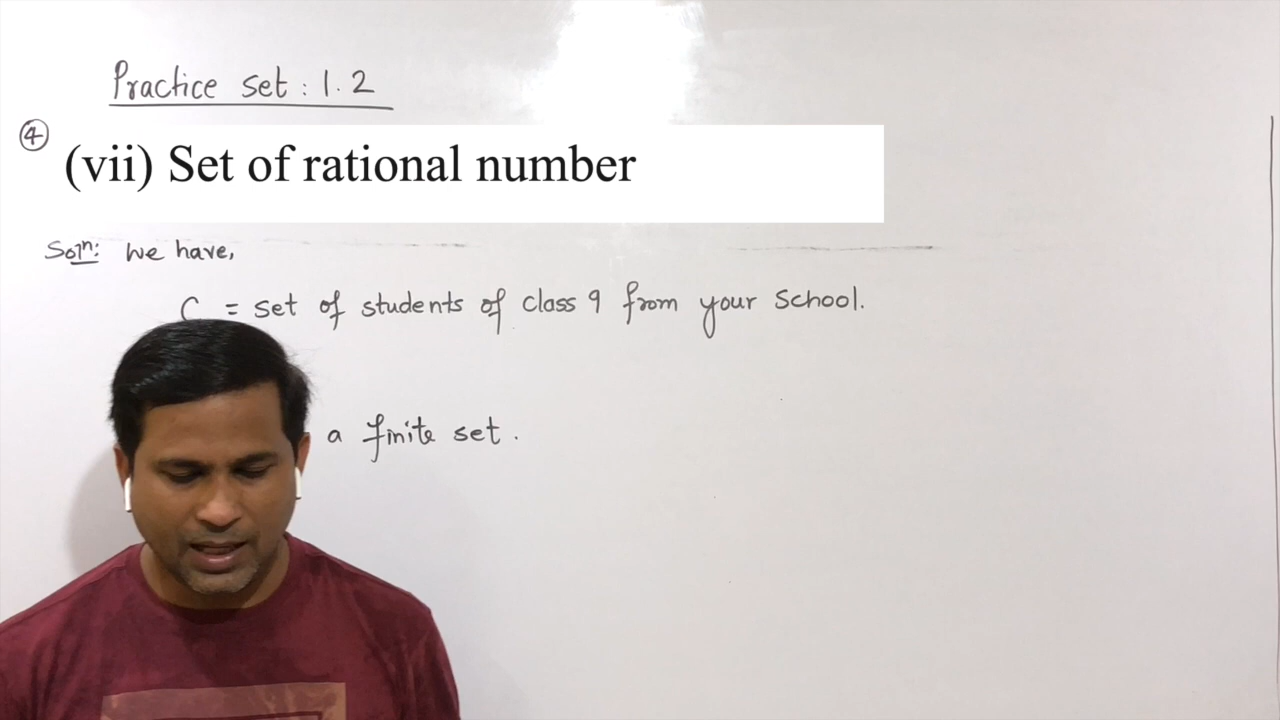 Practice set : 1.2
④
(vii) Set of rational number
Soln: We have,
C = set of students of class 9 from your school.
a finite set.